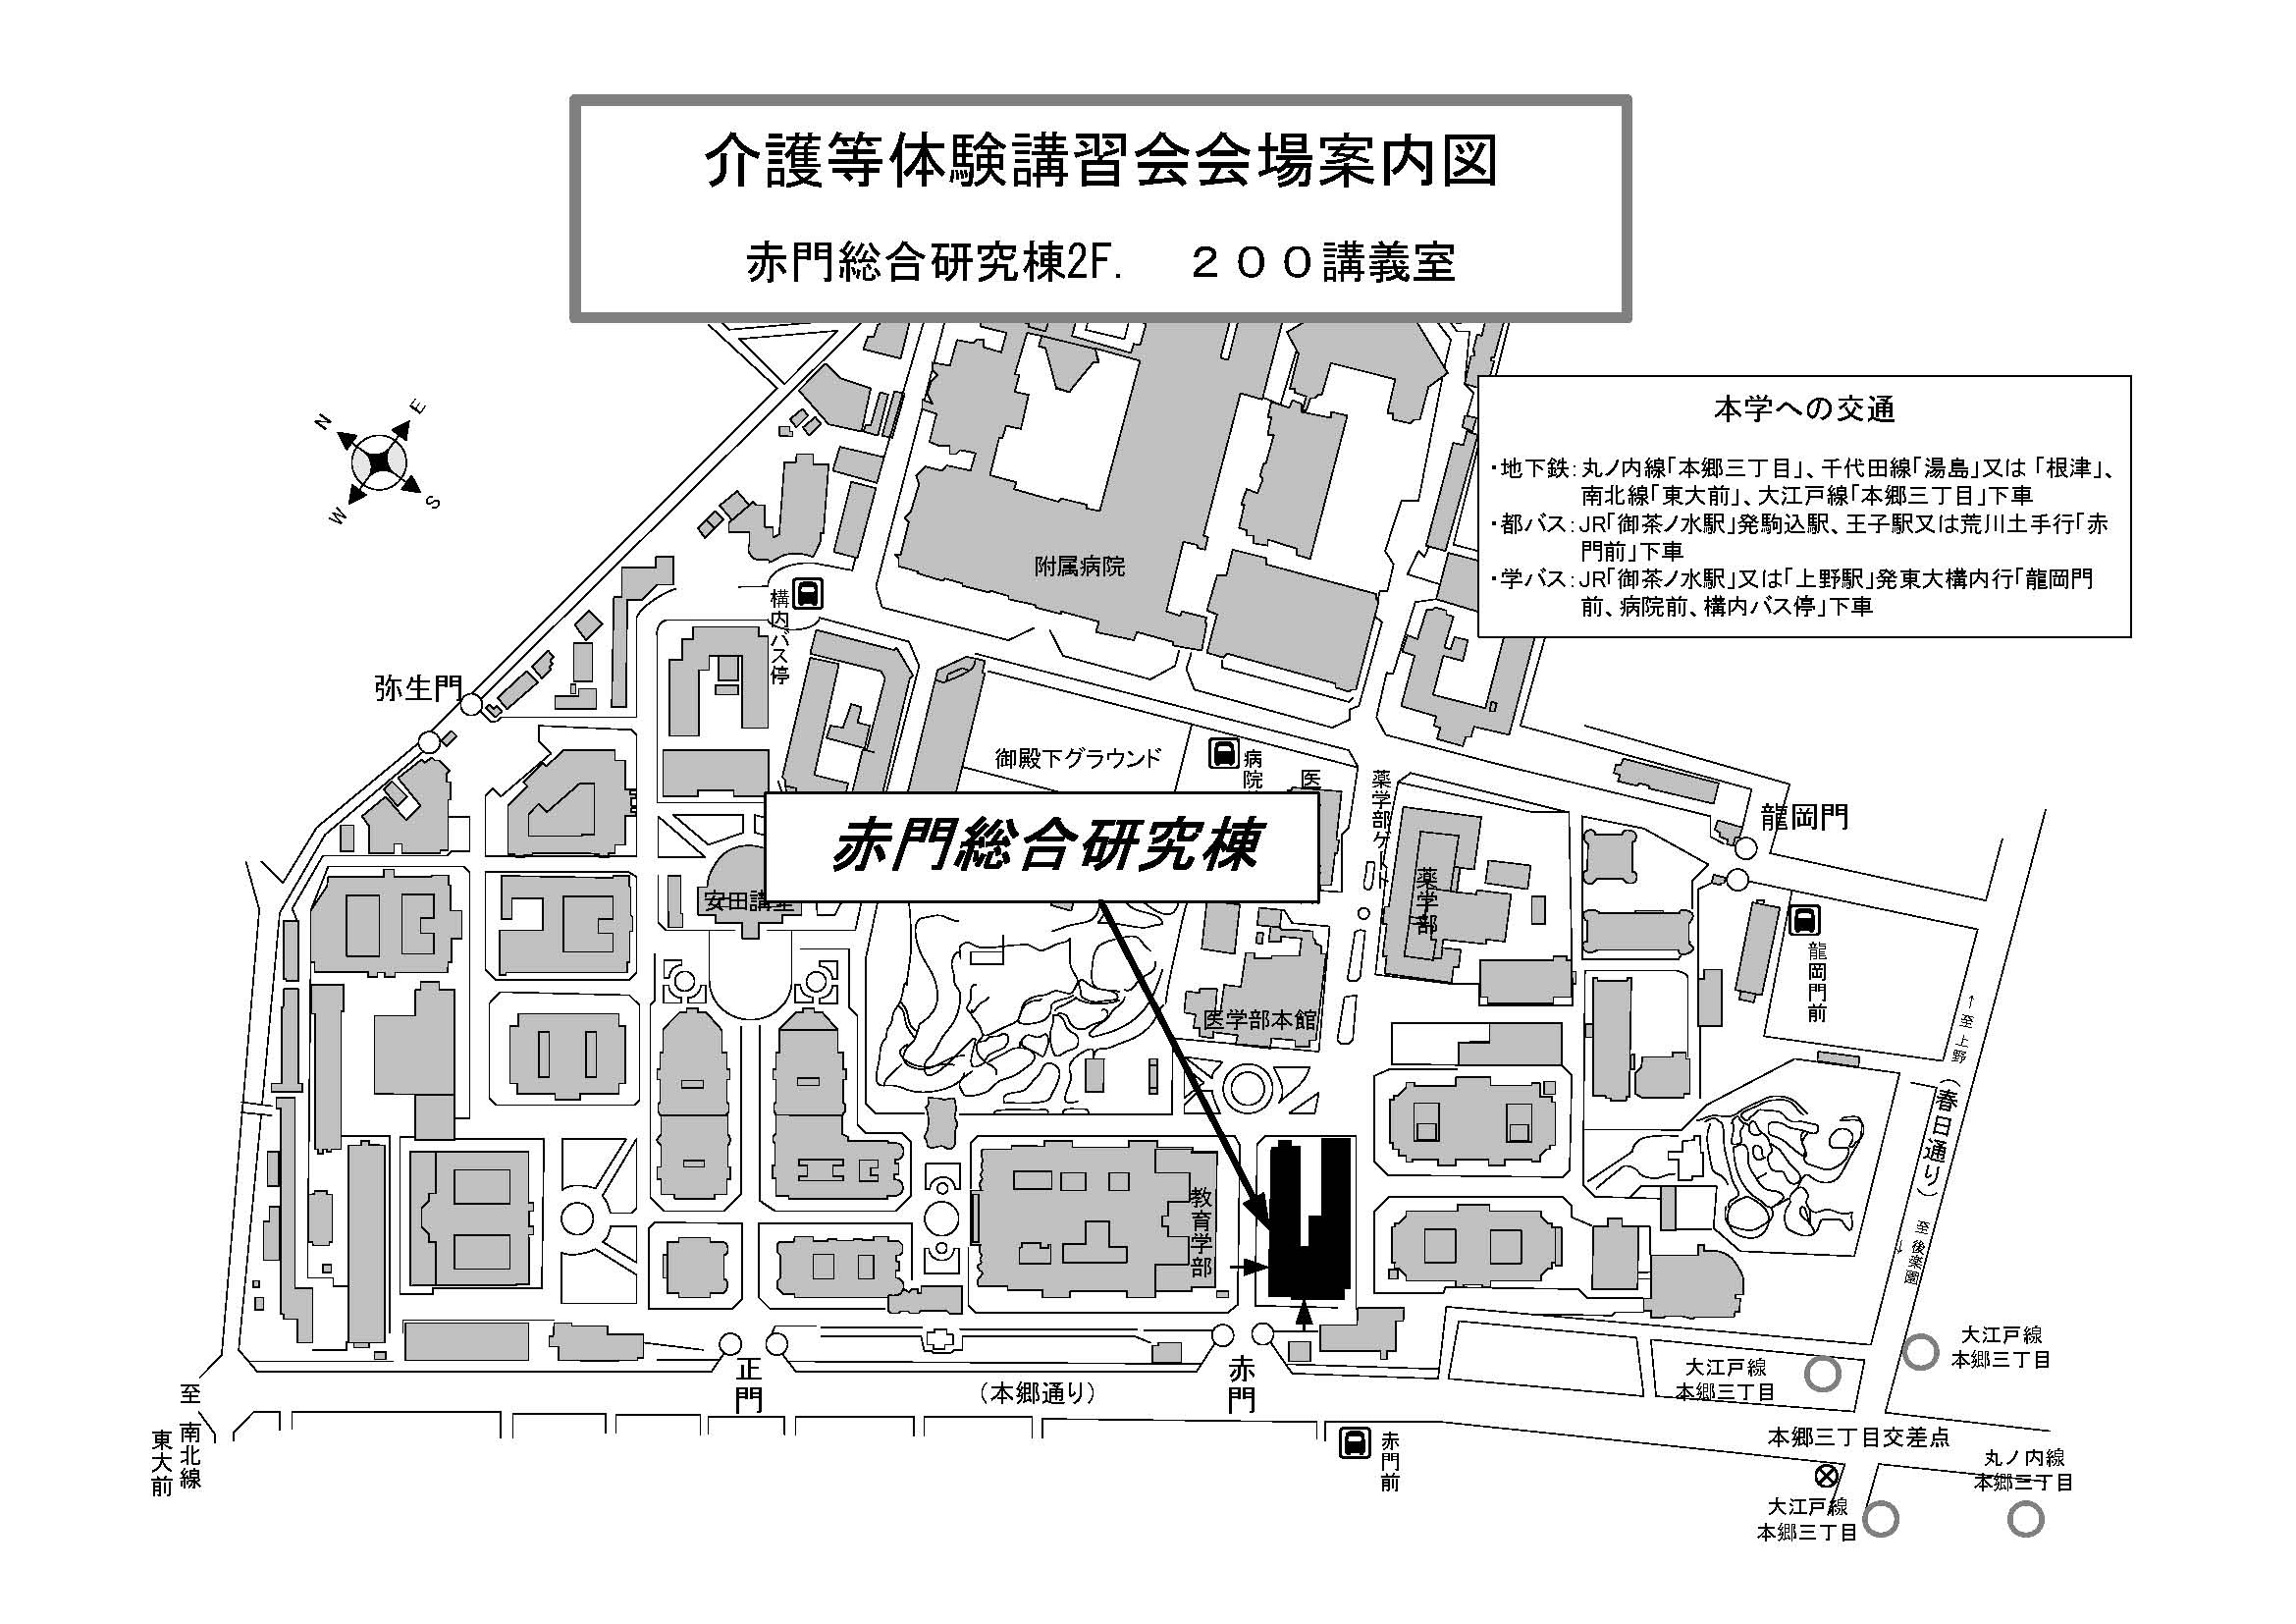 介護等体験講習会会場案内図
赤門総合研究棟2F.　２００講義室
N
E
W
S
本学への交通
・地下鉄：丸ノ内線「本郷三丁目」、千代田線「湯島」又は「根津」、
南北線「東大前」、大江戸線「本郷三丁目」下車
・都バス：JR「御茶ノ水駅」発駒込駅、王子駅又は荒川土手行「赤
門前」下車
・学バス：JR「御茶ノ水駅」又は「上野駅」発東大構内行「龍岡門
前、病院前、構内バス停」下車
附属病院
構内バス停
弥生門
御殿下グラウンド
病院
医
薬学部ゲート
龍岡門
赤門総合研究棟
安田講堂
薬学部
龍岡門前
医学部本館
↑至上野
（春日通り）
至後楽園
↓
教育学部
正門
（本郷通り）
赤門
大江戸線
本郷三丁目
大江戸線
本郷三丁目
至 南北線
東大前
赤門前
本郷三丁目交差点
丸ノ内線
本郷三丁目
大江戸線
本郷三丁目